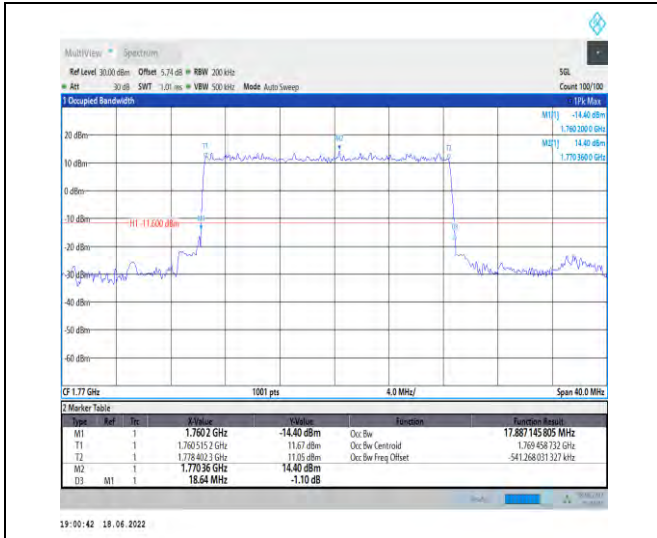 MultiView Spectrum
Ref Level 30.00 dBm Offset 5.74 dB RBW 200 kHz SGL
Att 30 dB SWT 1.01 ms VBW 500 kHz Mode Auto Sweep Count 100/100
1 Occupied Bandwidth 1Pk Max
M1[1] -14.40 dBm
1.760 200 0 GHz
M2[1] 14.40 dBm
1.770 360 0 GHz
20 dBm
T1 M2 T2
10 dBm
0 dBm
-10 dBm
H1 -11.600 dBm
-20 dBm
-30 dBm
-40 dBm
-50 dBm
-60 dBm
CF 1.77 GHz 1001 pts 4.0 MHz/ Span 40.0 MHz
2 Marker Table
Type Ref Trc X-Value Y-Value Function Function Result
M1 1 1.760 2 GHz -14.40 dBm Occ Bw 17.887 145 805 MHz
T1 1 1.760 515 2 GHz 11.67 dBm Occ Bw Centroid 1.769 458 732 GHz
T2 1 1.778 402 3 GHz 11.05 dBm Occ Bw Freq Offset -541.268 031 327 kHz
M2 1 1.770 36 GHz 14.40 dBm
D3 M1 1 18.64 MHz -1.10 dB
19:00:42 18.06.2022